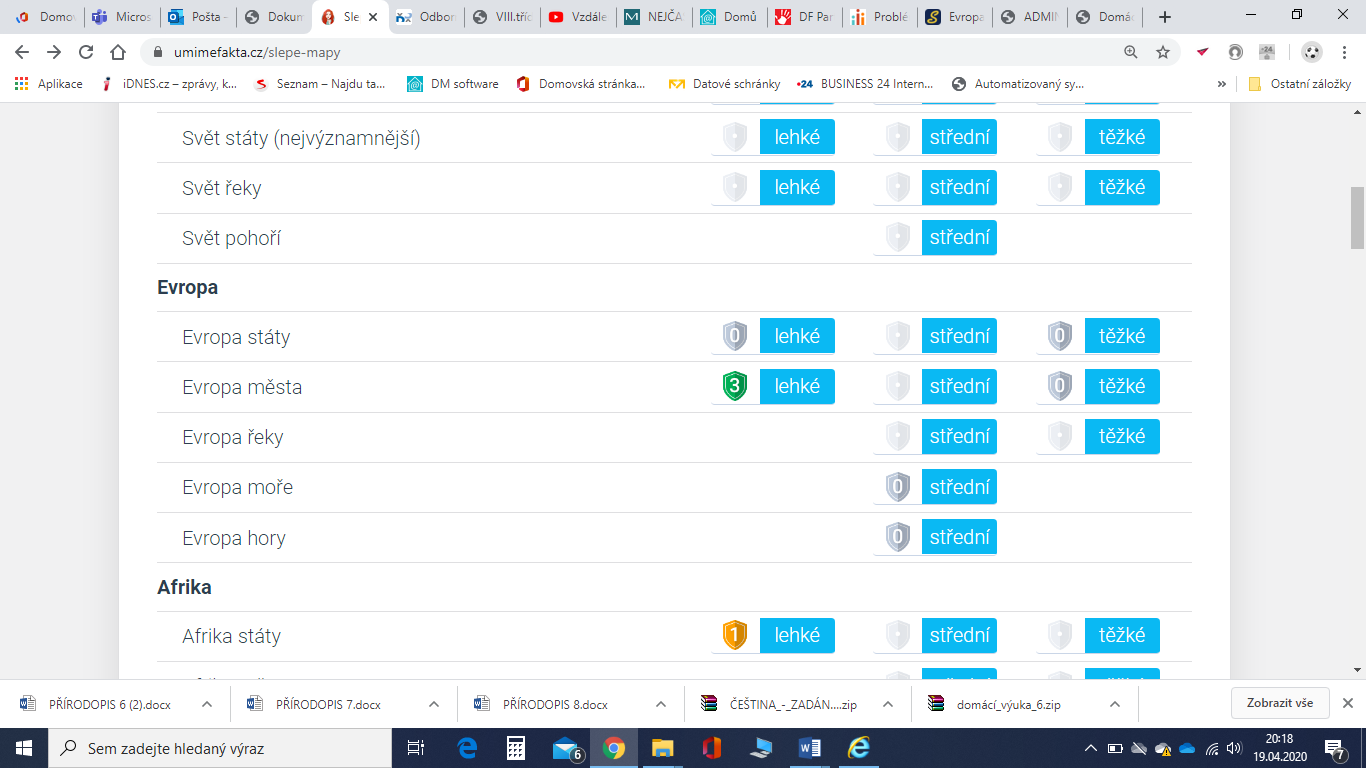 Domov
Micros
Pošta -
Dokum
Sle
Odbor
VIII.tříc
Vzdále
NEJČA
Domů
DF Par
Problé
Evropa
ADMI
Domác
umimefakta.cz/slepe-mapy
Aplikace
iDNES.cz – zprávy, k...
Seznam – Najdu ta...
DM software
Domovská stránka...
Datové schránky
BUSINESS 24 Intern...
Automatizovaný sy...
»
Ostatní záložky
Svět státy (nejvýznamnější) lehké střední těžké
Svět řeky lehké střední těžké
Svět pohoří střední
Evropa
Evropa státy 0 lehké střední 0 těžké
Evropa města 3 lehké střední 0 těžké
Evropa řeky střední těžké
Evropa moře 0 střední
Evropa hory 0 střední
Afrika
Afrika státy 1 lehké střední těžké
PŘÍRODOPIS 6 (2).docx
PŘÍRODOPIS 7.docx
PŘÍRODOPIS 8.docx
ČEŠTINA_-_ZADÁN....zip
domácí_výuka_6.zip
Zobrazit vše
Sem zadejte hledaný výraz
6
20:18
19.04.2020
7